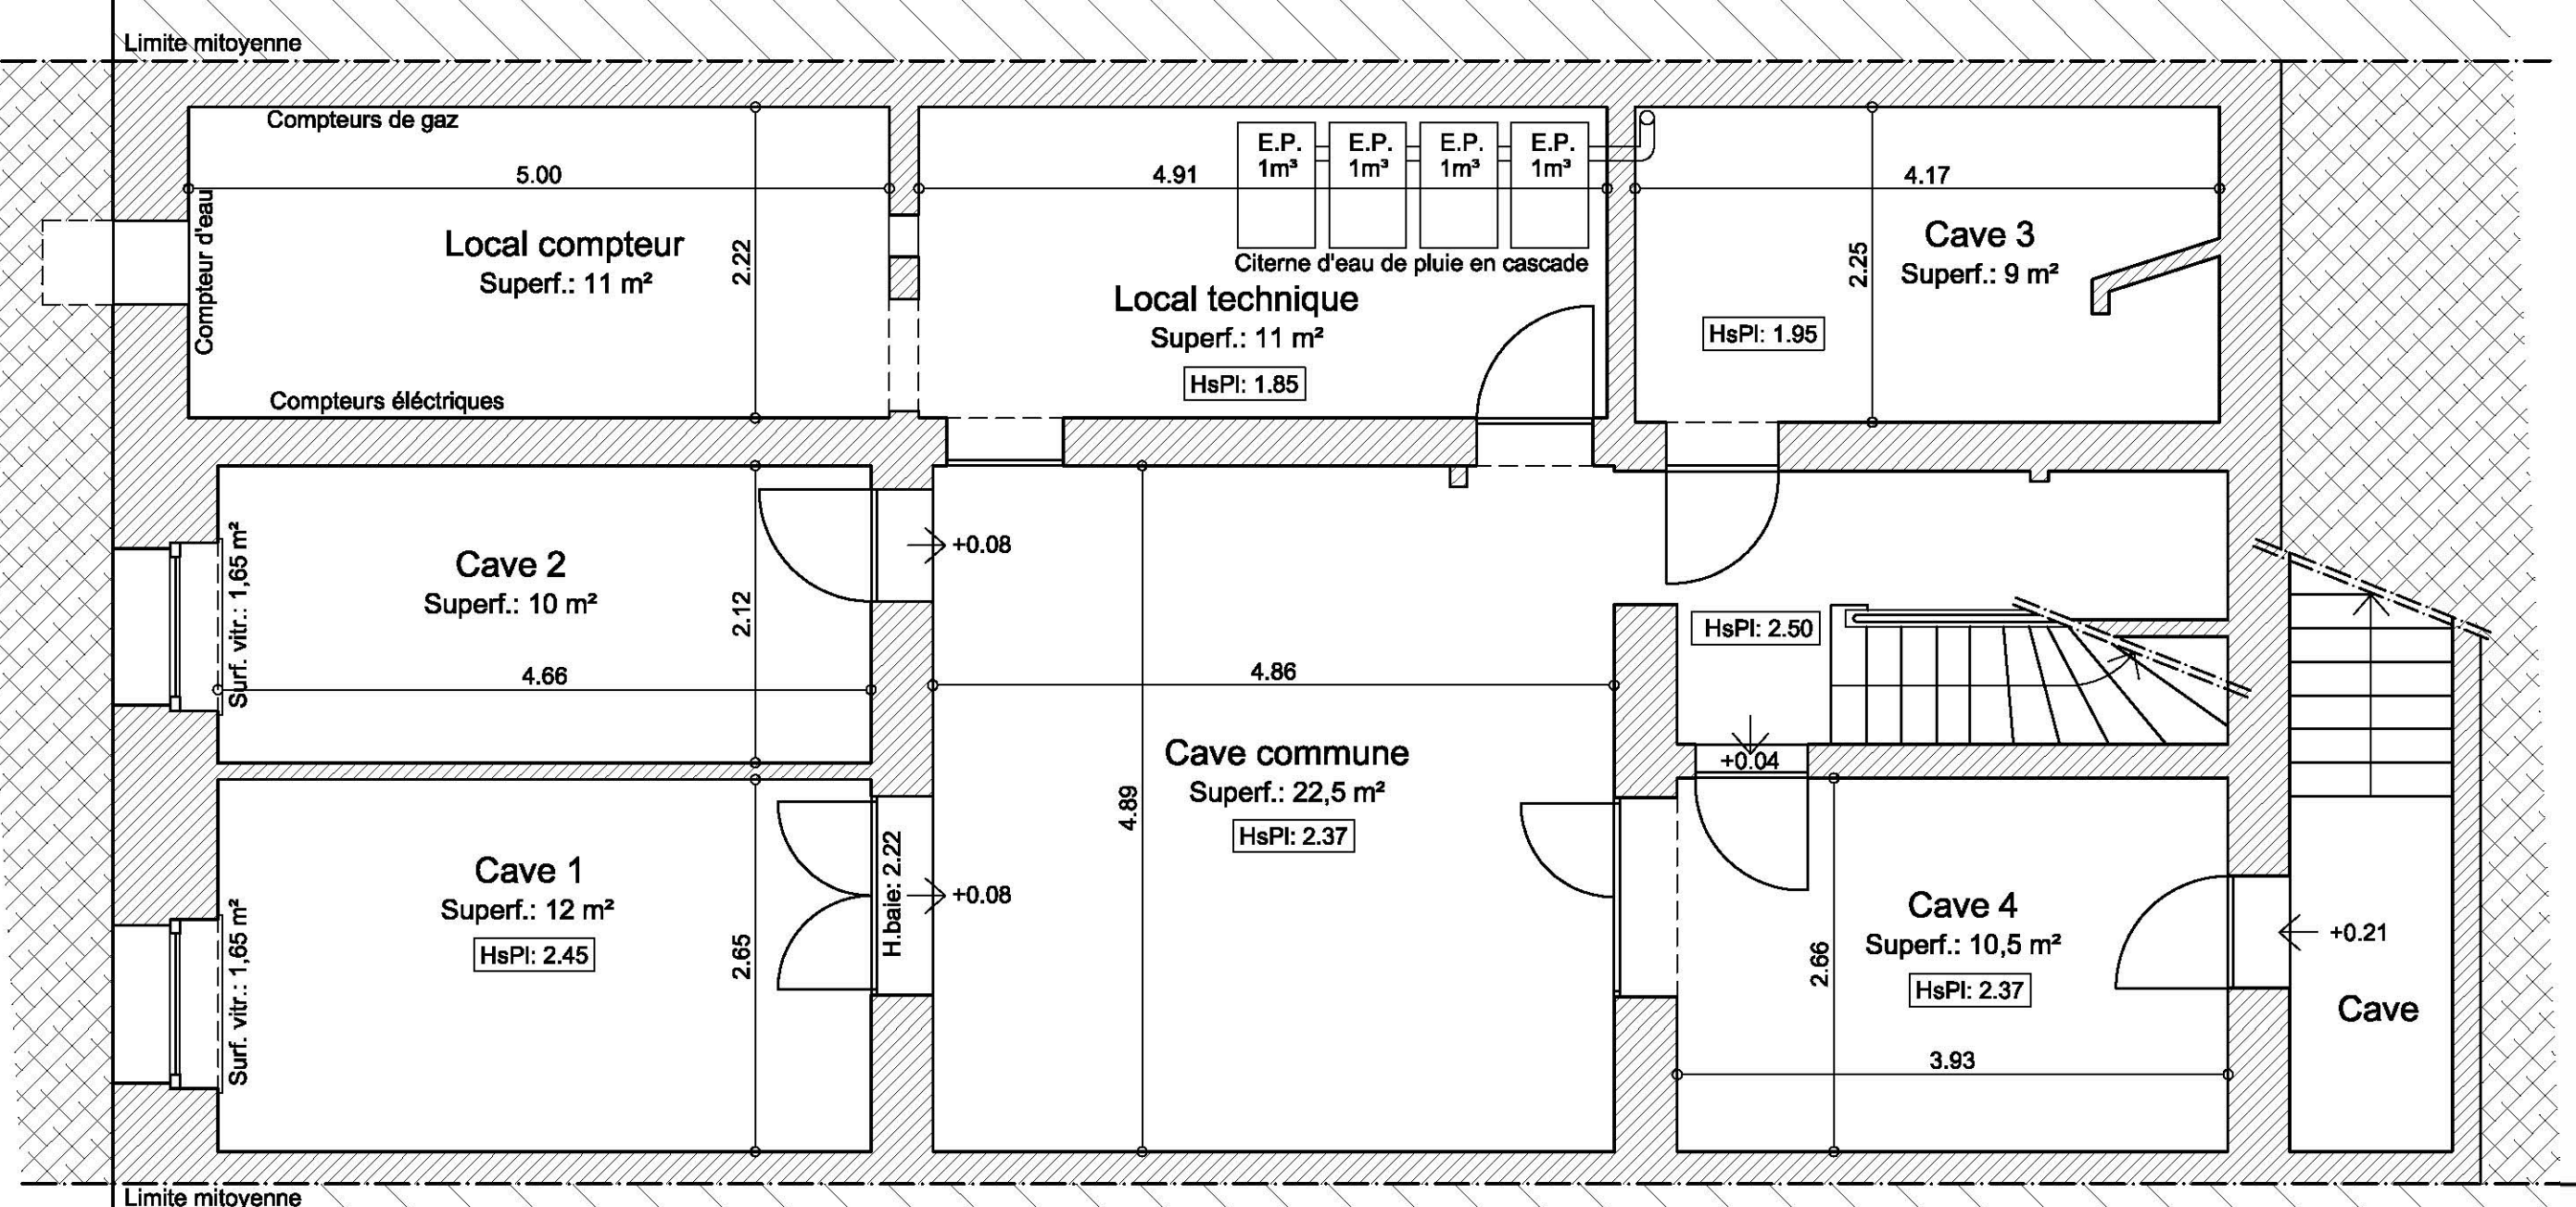 Limite mitoyenne
Compteurs de gaz
5.00
Compteur d'eau
Local compteur
Superf.: 11 m²
2.22
Compteurs éléctriques
4.91
E.P.
1m³
E.P.
1m³
E.P.
1m³
E.P.
1m³
Citerne d'eau de pluie en cascade
Local technique
Superf.: 11 m²
HsPl: 1.85
4.17
2.25
Cave 3
Superf.: 9 m²
HsPl: 1.95
Surf. vitr.: 1,65 m²
Cave 2
Superf.: 10 m²
2.12
4.66
+0.08
4.86
HsPl: 2.50
+0.04
Cave commune
Superf.: 22,5 m²
HsPl: 2.37
4.89
Surf. vitr.: 1,65 m²
Cave 1
Superf.: 12 m²
HsPl: 2.45
2.65
H.baie: 2.22
+0.08
Cave 4
Superf.: 10,5 m²
HsPl: 2.37
2.66
3.93
+0.21
Cave
Limite mitoyenne